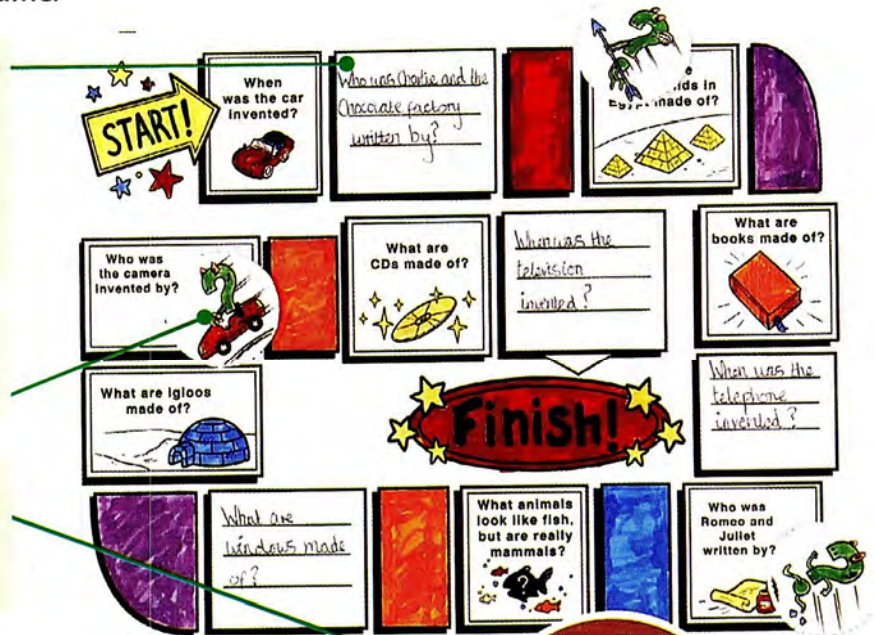 START!
When
was the car
invented?
Who was Charlie and the
Chocolate factory
written by?
Egypt made of?
Who was
the camera
invented by?
What are
CDs made of?
When was the
television
invented?
What are
books made of?
What are igloos
made of?
Finish!
When was the
telephone
invented?
What are
windows made
of?
What animals
look like fish,
but are really
mammals?
Who was
Romeo and
Juliet
written by?